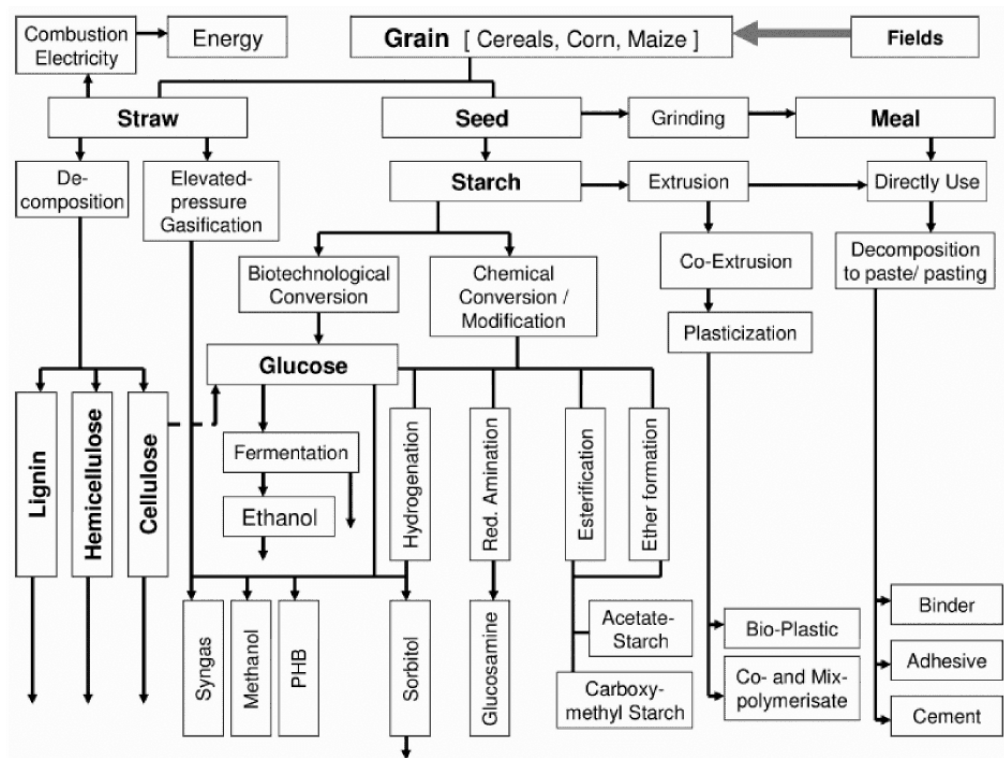 Combustion
Electricity
Energy
Grain [ Cereals, Corn, Maize ]
Fields
Straw
Seed
Grinding
Meal
De-
composition
Elevated-
pressure
Gasification
Starch
Extrusion
Directly Use
Biotechnological
Conversion
Chemical
Conversion /
Modification
Co-Extrusion
Decomposition
to paste/ pasting
Plasticization
Glucose
Lignin
Hemicellulose
Cellulose
Fermentation
Ethanol
Hydrogenation
Red. Amination
Esterification
Ether formation
Syngas
Methanol
PHB
Sorbitol
Glucosamine
Acetate-
Starch
Carboxy-
methyl Starch
Bio-Plastic
Co- and Mix-
polymerisate
Binder
Adhesive
Cement